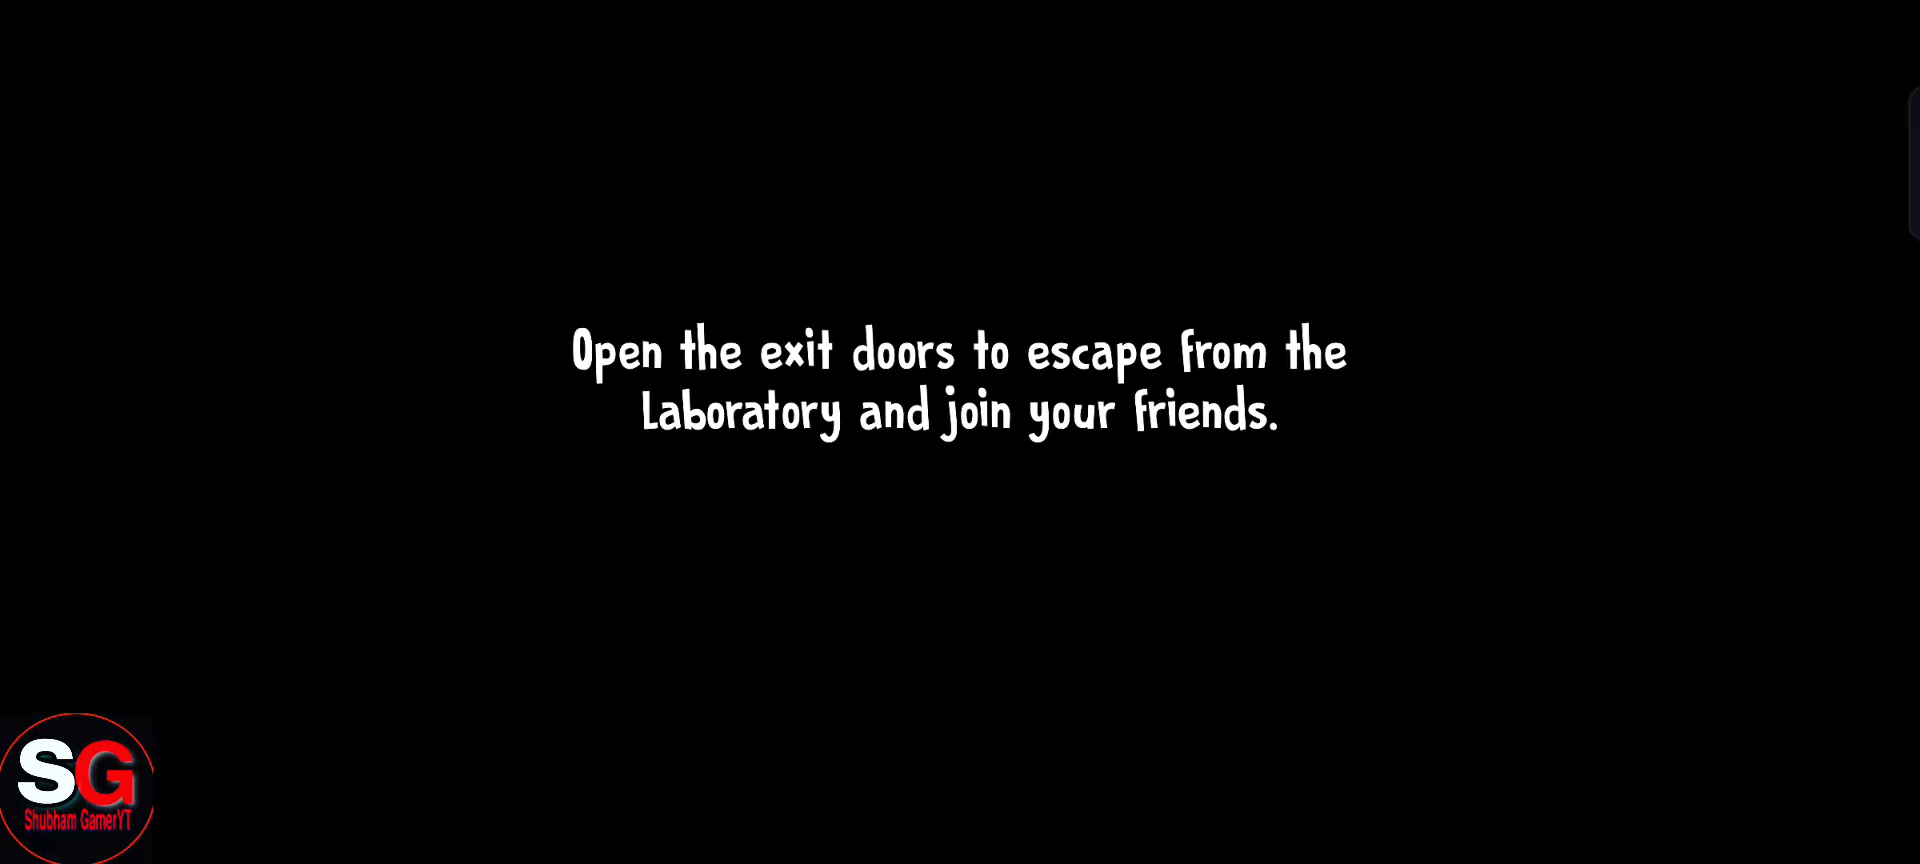 Open the exit doors to escape from the
Laboratory and join your friends.
SG
Shubham GamerYT